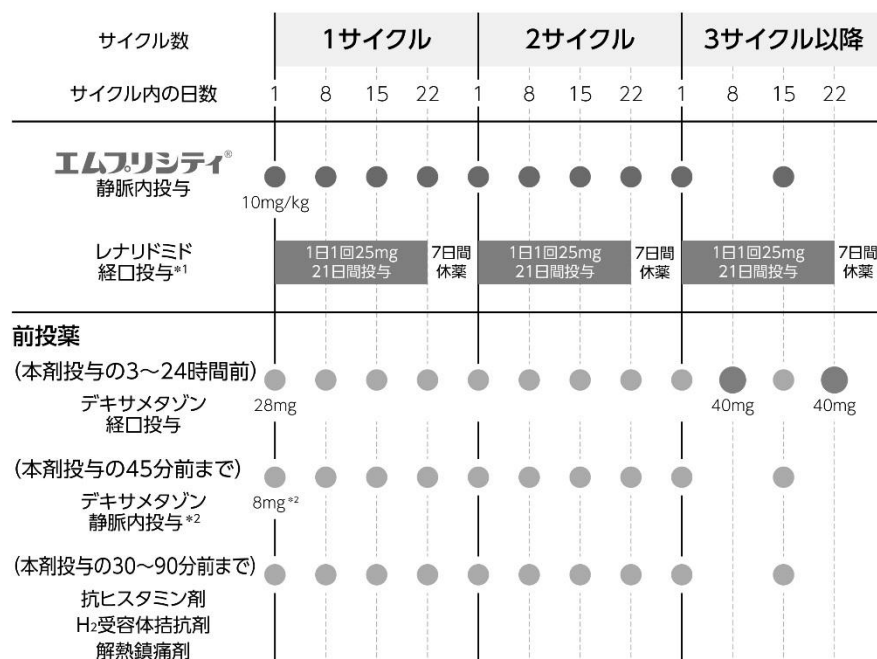 サイクル数 1サイクル 2サイクル 3サイクル以降
サイクル内の日数 1 8 15 22 1 8 15 22 1 8 15 22
エムプリシティ®
静脈内投与
10mg/kg
レナリドミド
経口投与*1
1日1回25mg
21日間投与
7日間
休薬
1日1回25mg
21日間投与
7日間
休薬
1日1回25mg
21日間投与
7日間
休薬
前投薬
(本剤投与の3〜24時間前)
デキサメタゾン
経口投与
28mg 40mg 40mg
(本剤投与の45分前まで)
デキサメタゾン
静脈内投与*2
8mg*2
(本剤投与の30〜90分前まで)
抗ヒスタミン剤
H2受容体拮抗剤
解熱鎮痛剤